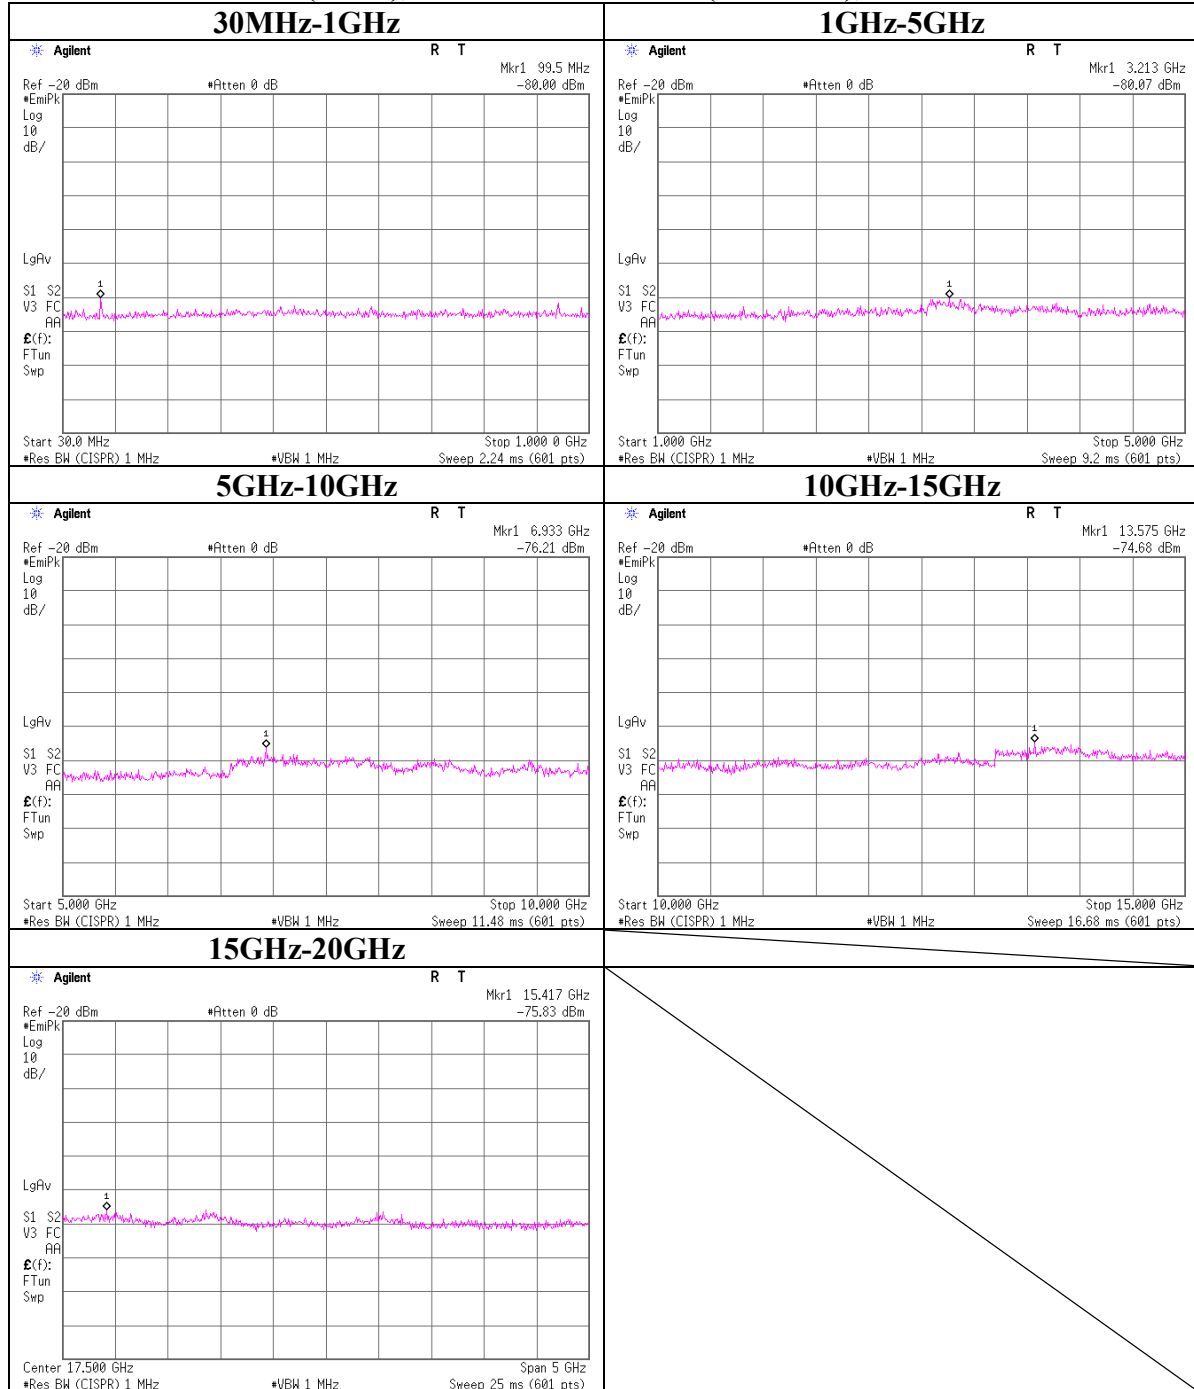 30MHz-1GHz
Agilent R T
Mkr1 99.5 MHz
Ref -20 dBm #Atten 0 dB -80.00 dBm
#EmiPk
Log
10
dB/
LgAv
1
S1 S2
V3 FC
AA
£(f):
FTun
Swp
Start 30.0 MHz Stop 1.000 0 GHz
#Res BW (CISPR) 1 MHz #VBW 1 MHz Sweep 2.24 ms (601 pts)
1GHz-5GHz
Agilent R T
Mkr1 3.213 GHz
Ref -20 dBm #Atten 0 dB -80.07 dBm
#EmiPk
Log
10
dB/
LgAv
1
S1 S2
V3 FC
AA
£(f):
FTun
Swp
Start 1.000 GHz Stop 5.000 GHz
#Res BW (CISPR) 1 MHz #VBW 1 MHz Sweep 9.2 ms (601 pts)
5GHz-10GHz
Agilent R T
Mkr1 6.933 GHz
Ref -20 dBm #Atten 0 dB -76.21 dBm
#EmiPk
Log
10
dB/
LgAv
1
S1 S2
V3 FC
AA
£(f):
FTun
Swp
Start 5.000 GHz Stop 10.000 GHz
#Res BW (CISPR) 1 MHz #VBW 1 MHz Sweep 11.48 ms (601 pts)
10GHz-15GHz
Agilent R T
Mkr1 13.575 GHz
Ref -20 dBm #Atten 0 dB -74.68 dBm
#EmiPk
Log
10
dB/
LgAv
1
S1 S2
V3 FC
AA
£(f):
FTun
Swp
Start 10.000 GHz Stop 15.000 GHz
#Res BW (CISPR) 1 MHz #VBW 1 MHz Sweep 16.68 ms (601 pts)
15GHz-20GHz
Agilent R T
Mkr1 15.417 GHz
Ref -20 dBm #Atten 0 dB -75.83 dBm
#EmiPk
Log
10
dB/
LgAv
1
S1 S2
V3 FC
AA
£(f):
FTun
Swp
Center 17.500 GHz Span 5 GHz
#Res BW (CISPR) 1 MHz #VBW 1 MHz Sweep 25 ms (601 pts)